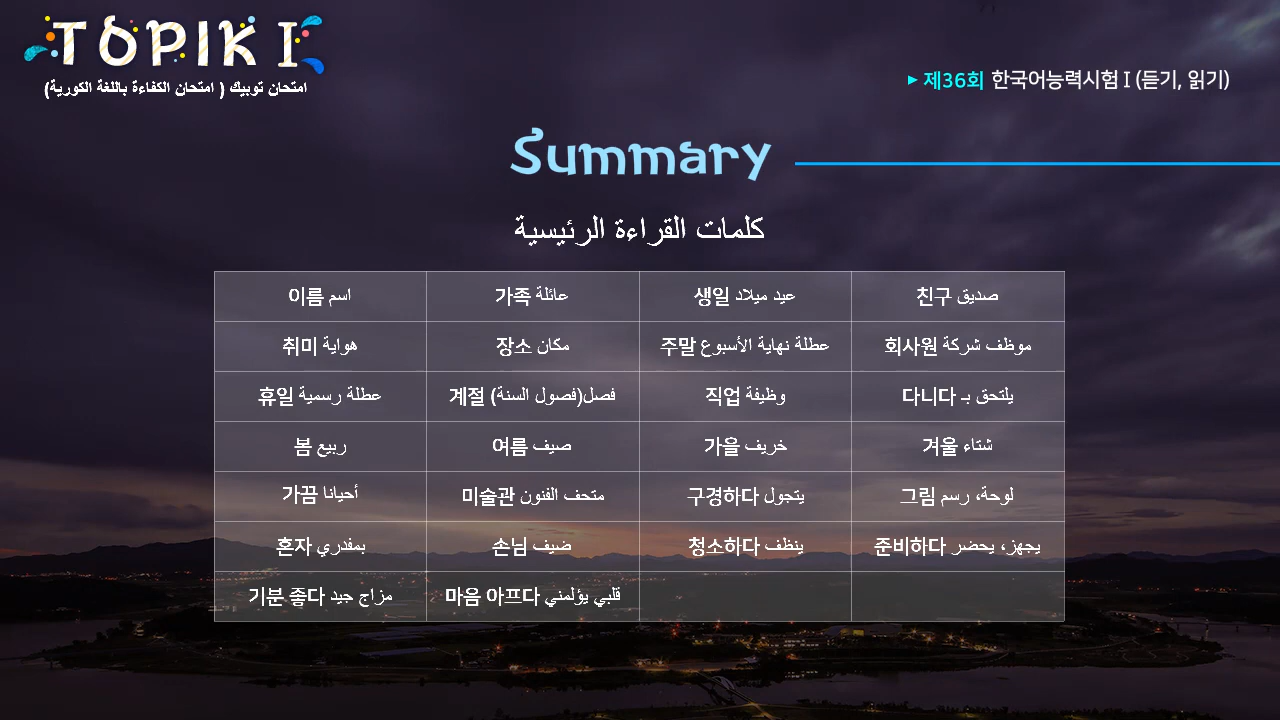 TOPIK I
امتحان توبيك ( امتحان الكفاءة باللغة الكورية)
▶ 제36회 한국어능력시험 I (듣기, 읽기)
Summary
كلمات القراءة الرئيسية
이름 اسم
가족 عائلة
생일 عيد ميلاد
친구 صديق
취미 هواية
장소 مكان
주말 عطلة نهاية الأسبوع
회사원 موظف شركة
휴일 عطلة رسمية
계절 فصل(فصول السنة)
직업 وظيفة
다니다 يلتحق بـ
봄 ربيع
여름 صيف
가을 خريف
겨울 شتاء
가끔 أحيانا
미술관 متحف الفنون
구경하다 يتجول
그림 لوحة، رسم
혼자 بمفدري
손님 ضيف
청소하다 ينظف
준비하다 يجهز، يحضر
기분 좋다 مزاج جيد
마음 아프다 قلبي يؤلمني